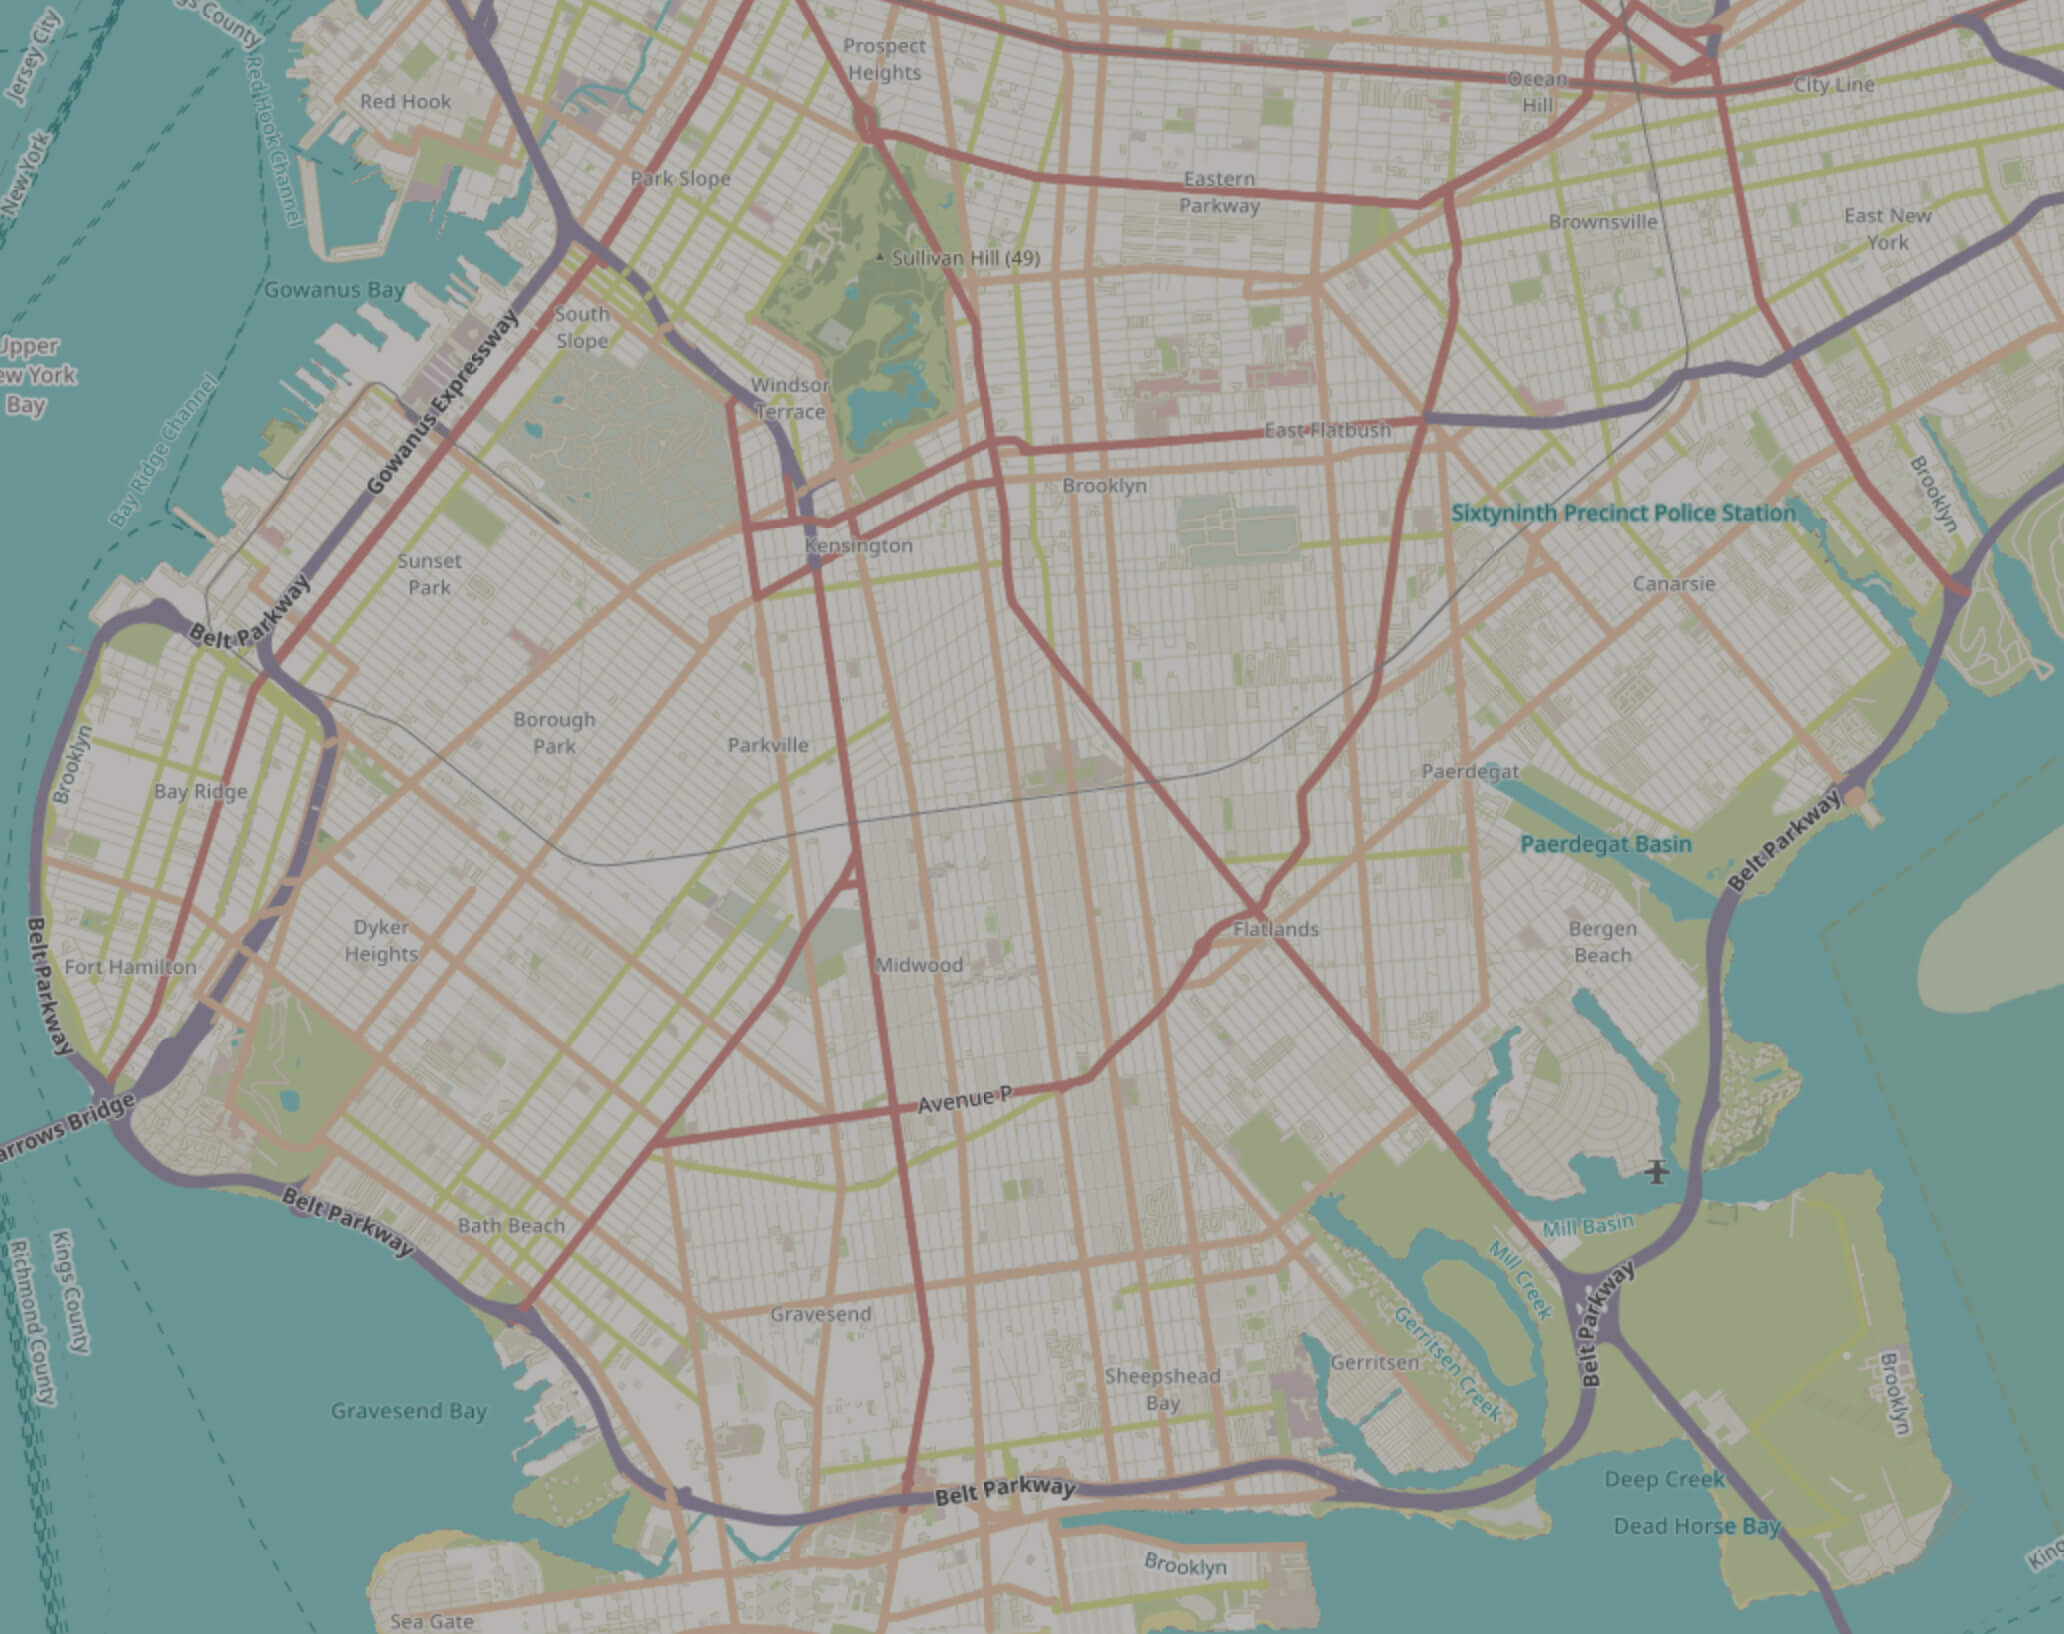 Jersey City
New York
gs County
Red Hook Channel
Red Hook
Prospect
Heights
Ocean
Hill
City Line
Park Slope
Eastern
Parkway
Brownsville
East New
York
Sullivan Hill (49)
Gowanus Bay
Upper
ew York
Bay
South
Slope
Gowanus Expressway
Windsor
Terrace
East Flatbush
Bay Ridge Channel
Brooklyn
Brooklyn
Sixtyninth Precinct Police Station
Kensington
Sunset
Park
Canarsie
Belt Parkway
Borough
Park
Parkville
Brooklyn
Bay Ridge
Paerdegat
Paerdegat Basin
Belt Parkway
Dyker
Heights
Flatlands
Bergen
Beach
Belt Parkway
Fort Hamilton
Midwood
Avenue P
arrows Bridge
Belt Parkway
Bath Beach
Mill Basin
Mill Creek
Kings County
Richmond County
Gravesend
Gerritsen Creek
Belt Parkway
Sheepshead
Bay
Gerritsen
Brooklyn
Gravesend Bay
Belt Parkway
Deep Creek
Dead Horse Bay
Brooklyn
King
Sea Gate